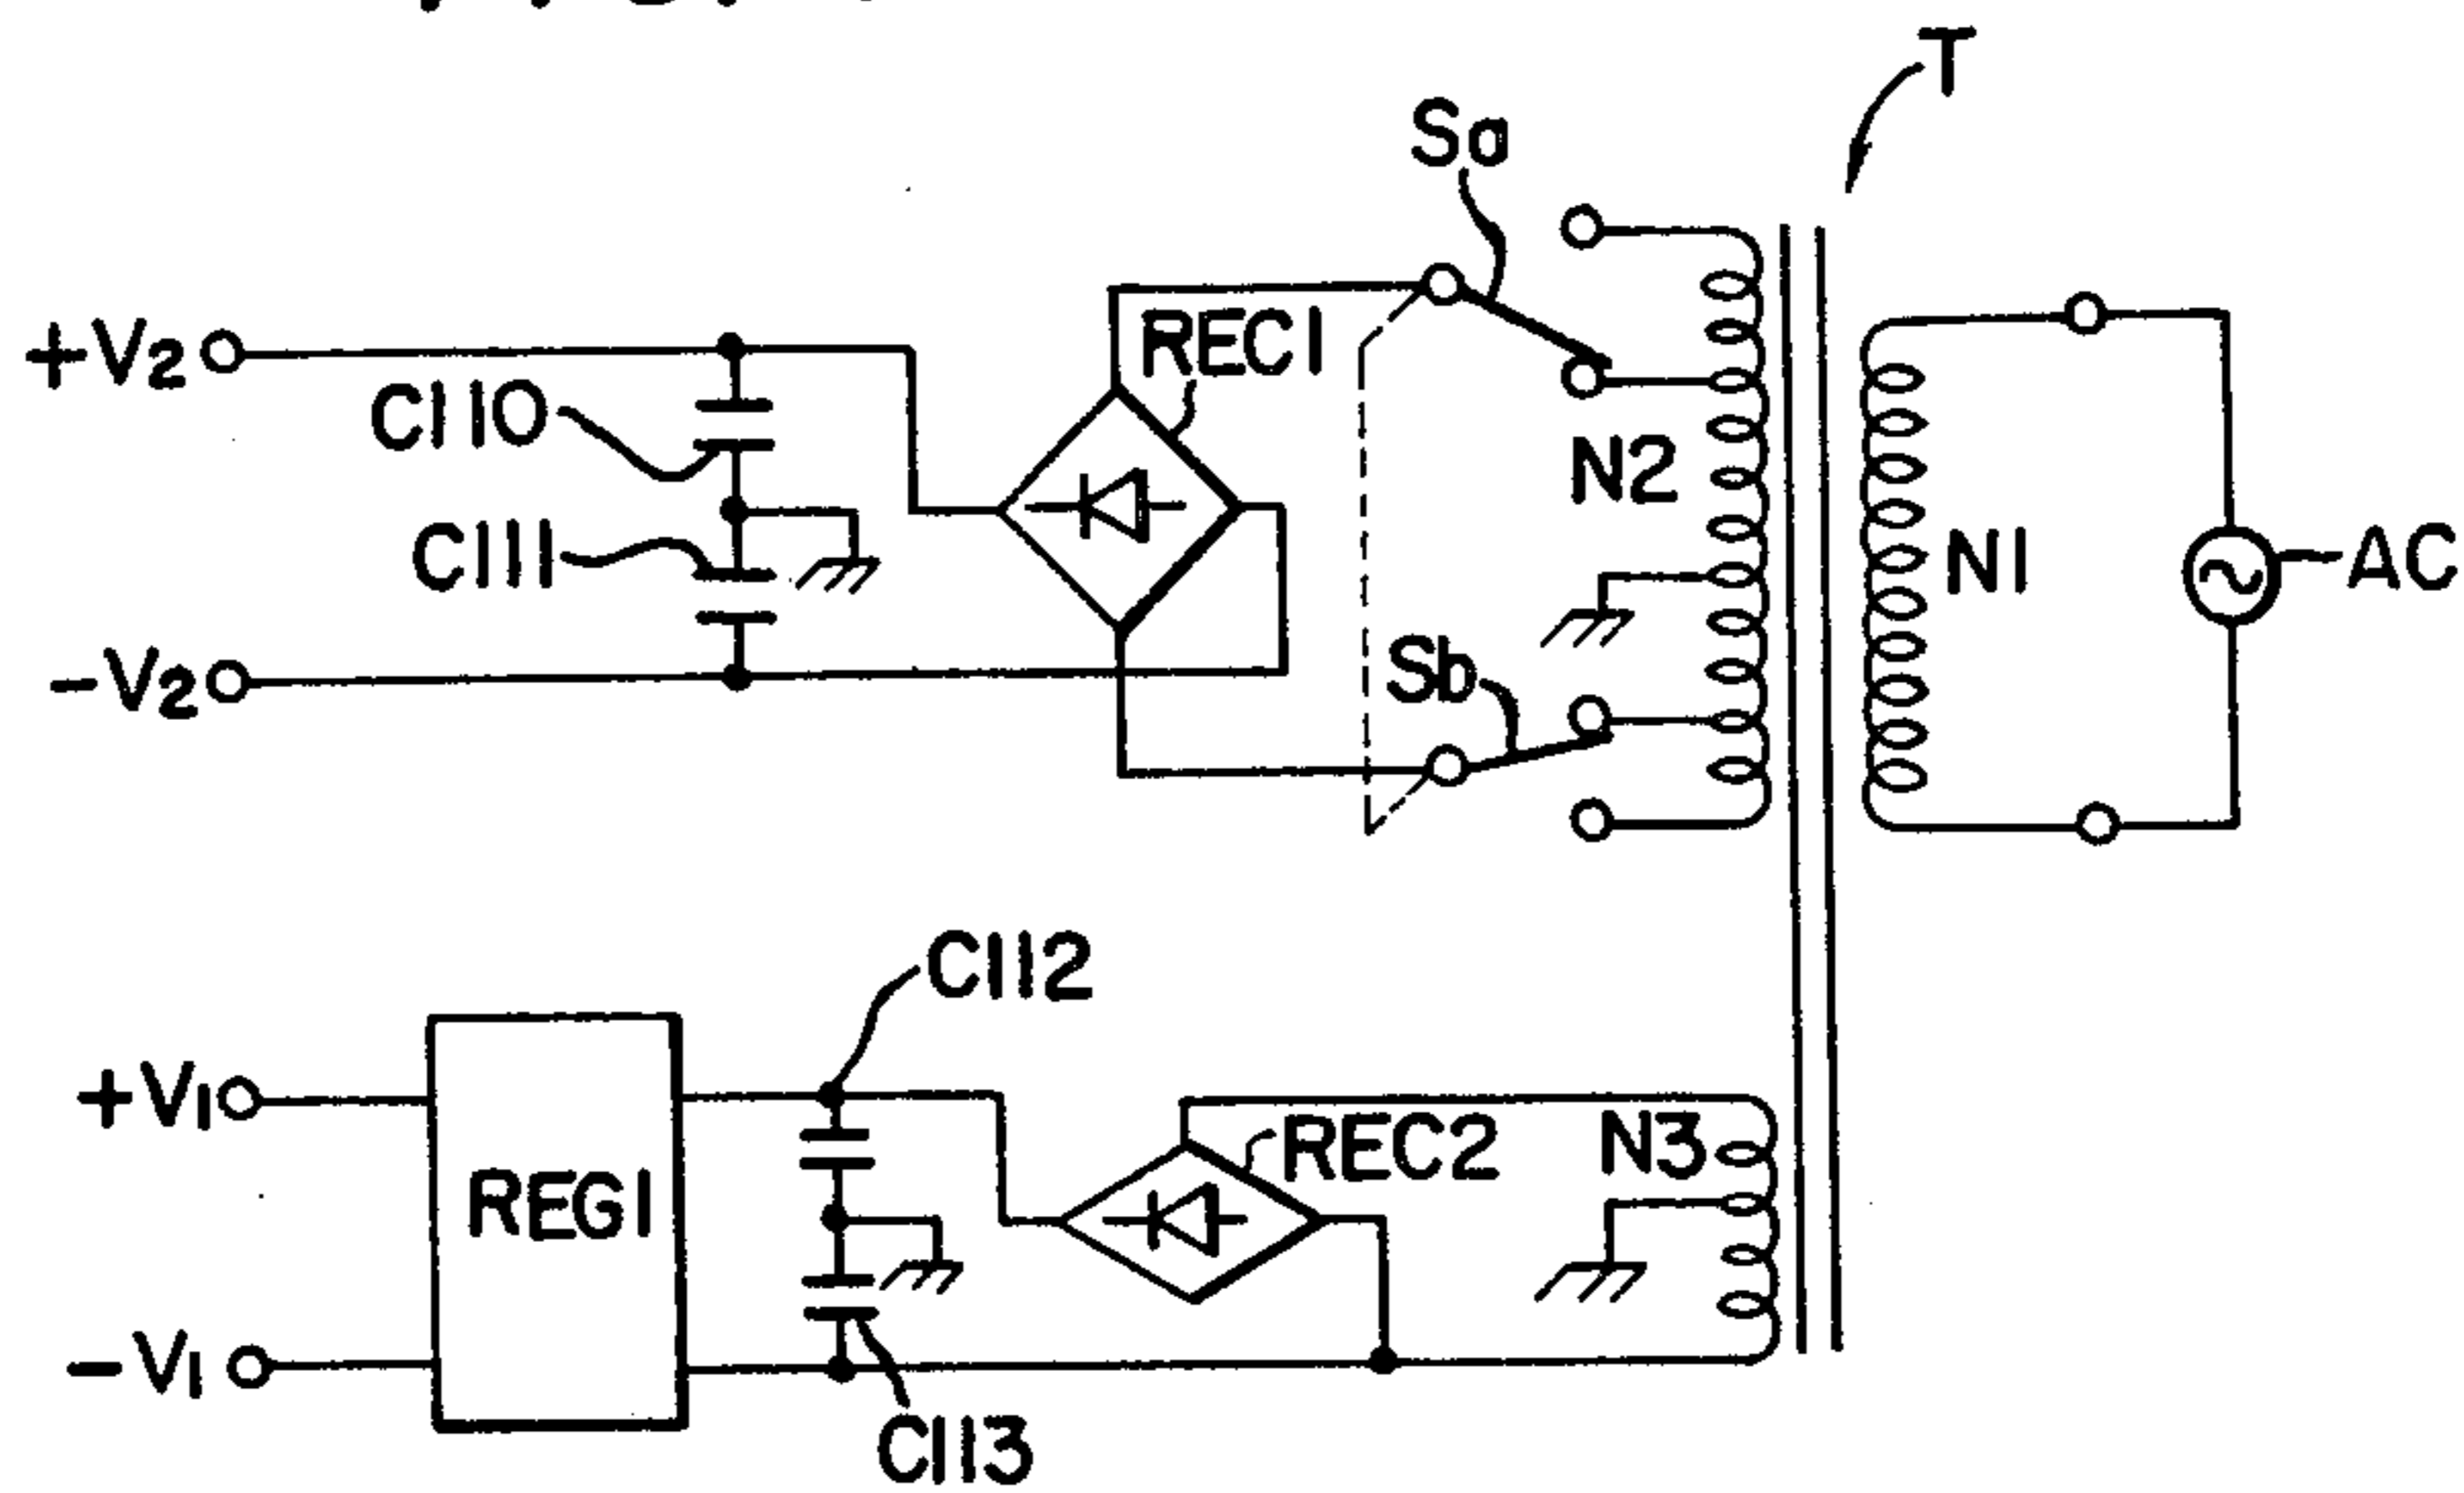 T
Sa
+V2
REC1
C110
N2
C111
N1
AC
Sb
-V2
C112
+V1
REC2
N3
REG1
-V1
C113